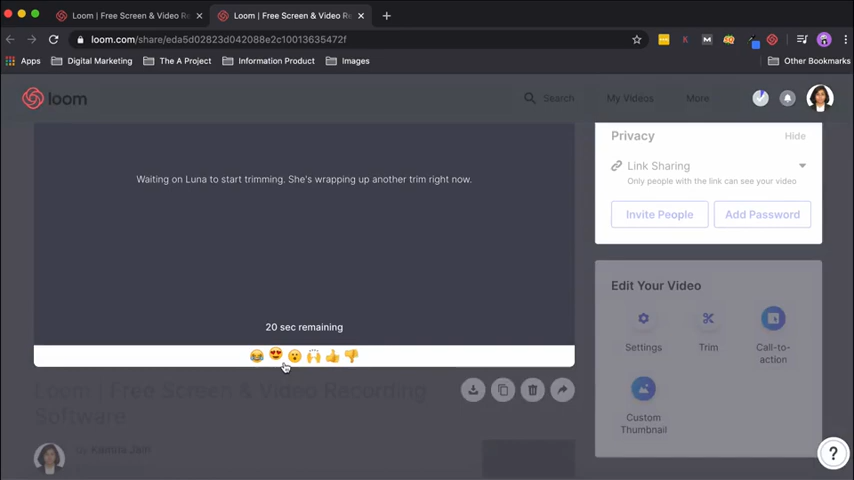 Loom | Free Screen & Video Re
Loom | Free Screen & Video Re
loom.com/share/eda5d02823d042088e2c10013635472f
Apps
Digital Marketing
The A Project
Information Product
Images
Other Bookmarks
loom
Search
My Videos
More
Waiting on Luna to start trimming. She's wrapping up another trim right now.
20 sec remaining
Privacy
Hide
Link Sharing
Only people with the link can see your video
Invite People
Add Password
Edit Your Video
Settings
Trim
Call-to-
action
Custom
Thumbnail
Loom | Free Screen & Video Recording
Software
by
?